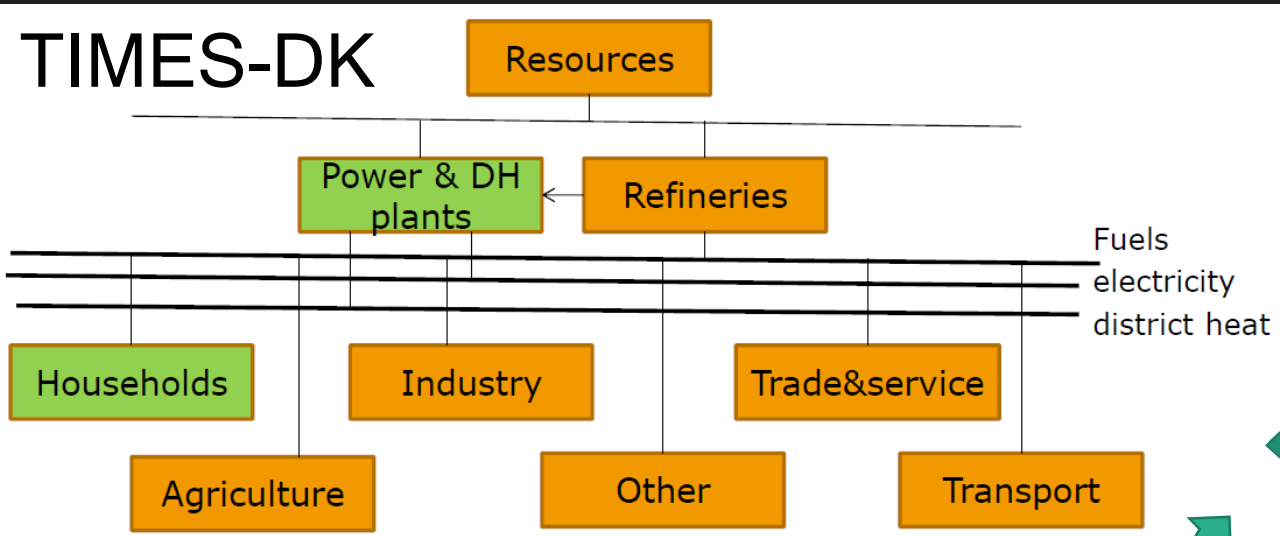 TIMES-DK
Resources
Power & DH
plants
Refineries
Fuels
electricity
district heat
Households
Industry
Trade&service
Agriculture
Other
Transport